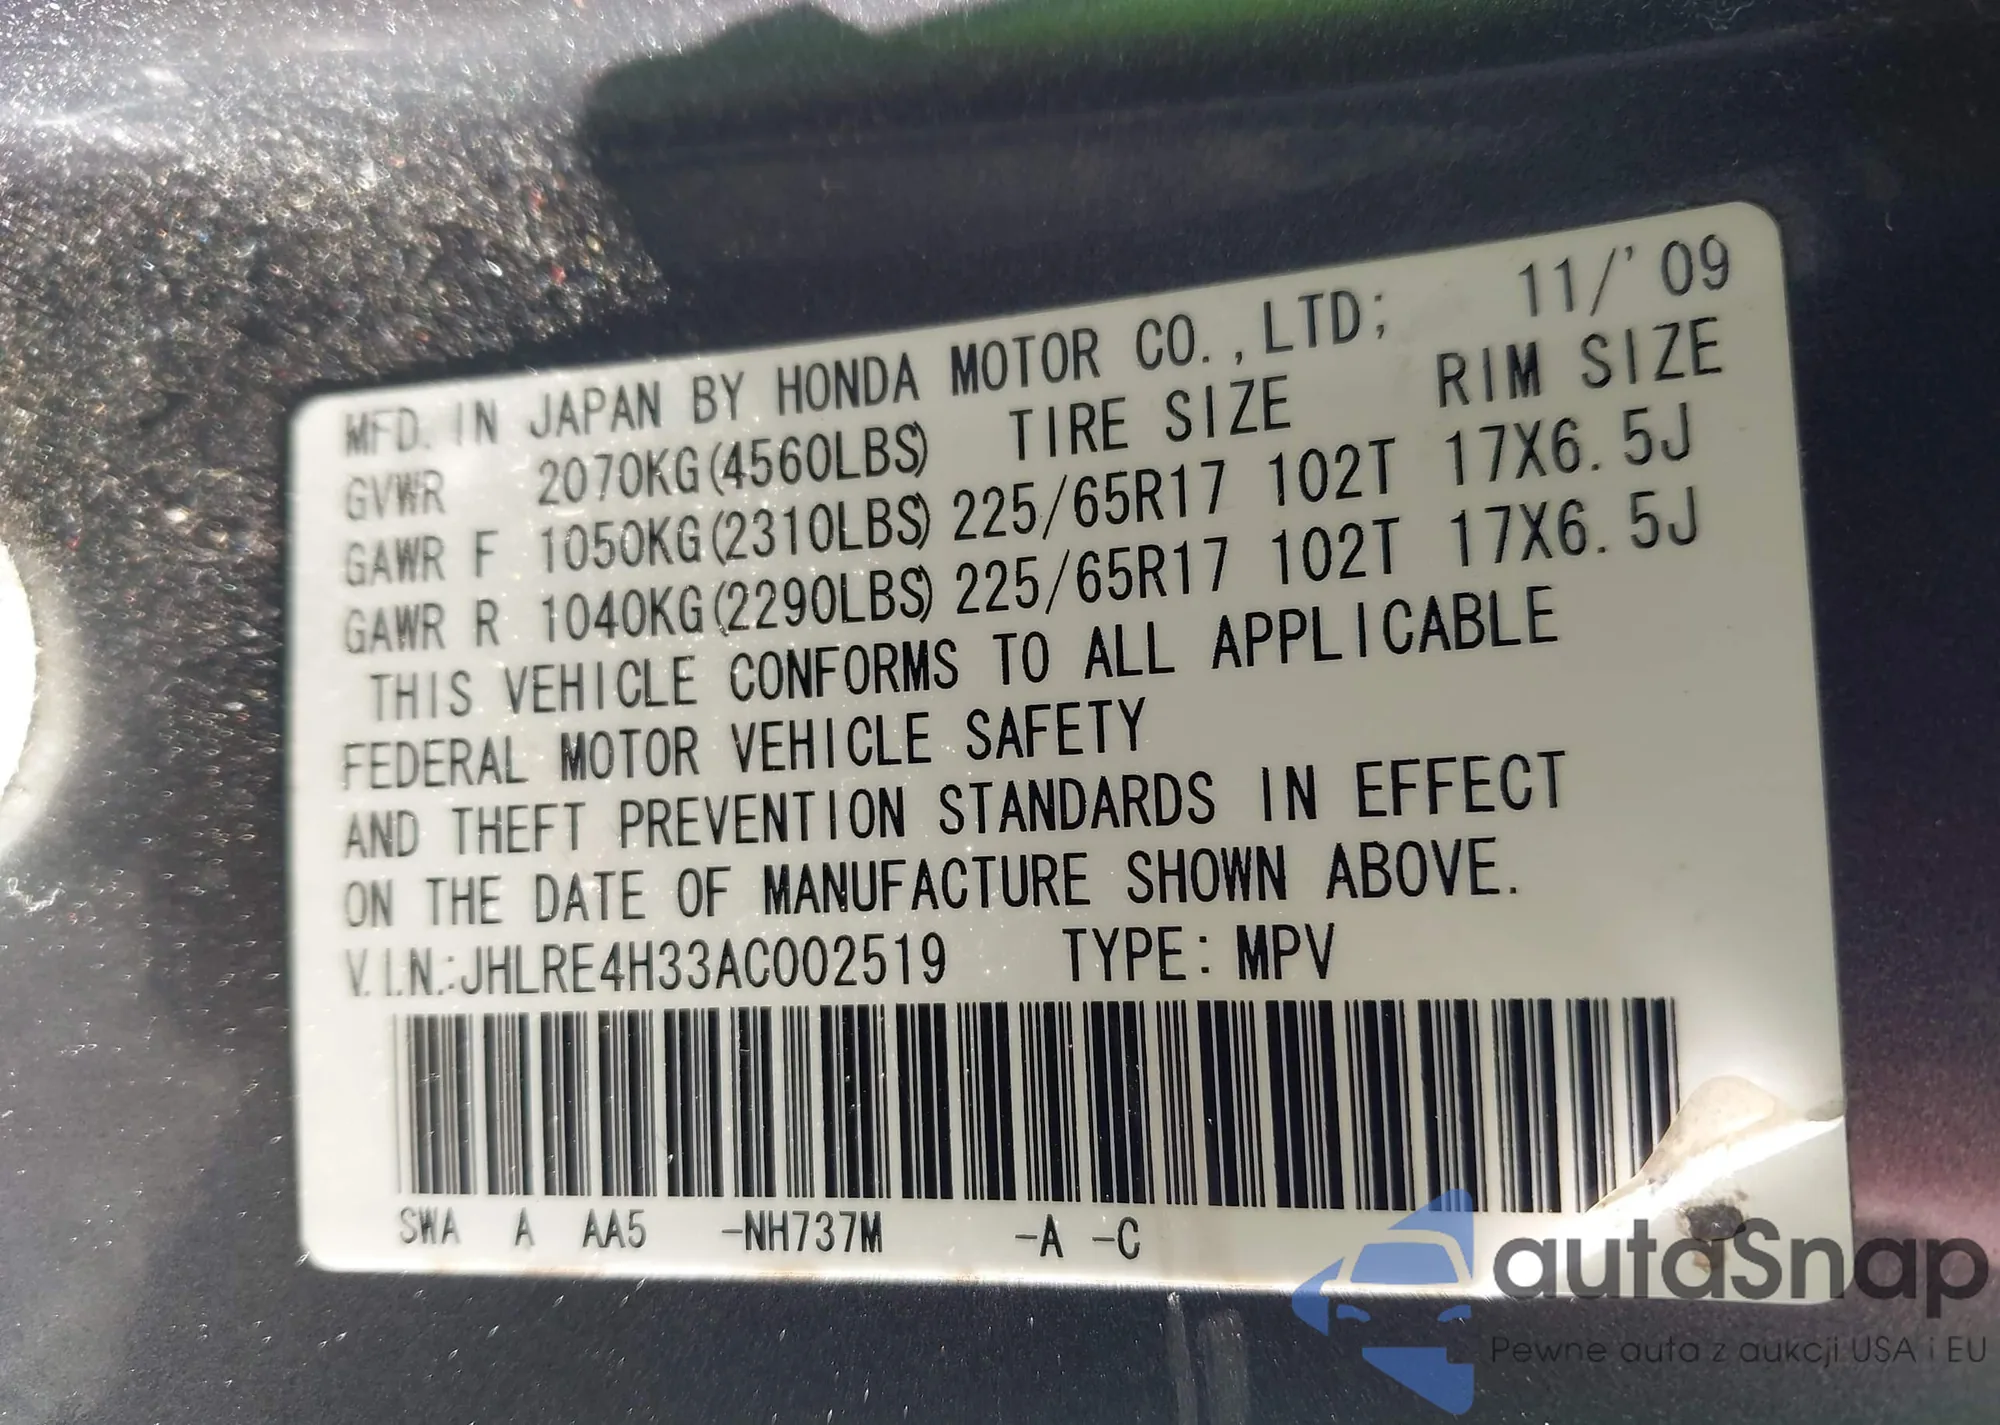 MFD. IN JAPAN BY HONDA MOTOR CO.,LTD; 11/'09
GVWR 2070KG(4560LBS) TIRE SIZE RIM SIZE
GAWR F 1050KG(2310LBS) 225/65R17 102T 17X6.5J
GAWR R 1040KG(2290LBS) 225/65R17 102T 17X6.5J
THIS VEHICLE CONFORMS TO ALL APPLICABLE
FEDERAL MOTOR VEHICLE SAFETY
AND THEFT PREVENTION STANDARDS IN EFFECT
ON THE DATE OF MANUFACTURE SHOWN ABOVE.
V.I.N.:JHLRE4H33AC002519 TYPE: MPV
SWA A AA5 -NH737M -A -C
autaSnap
Pewne auta z aukcji USA i EU